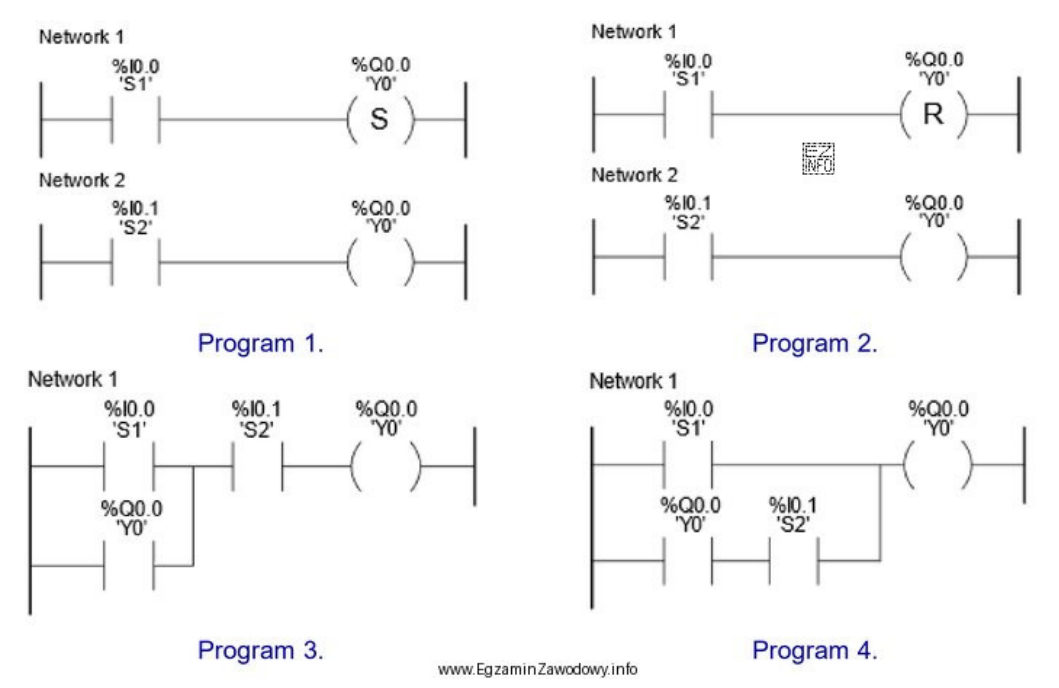 Network 1
%I0.0
'S1'
%Q0.0
'Y0'
S
Network 2
%I0.1
'S2'
%Q0.0
'Y0'
Program 1.
Network 1
%I0.0
'S1'
%Q0.0
'Y0'
R
EZ
INFO
Network 2
%I0.1
'S2'
%Q0.0
'Y0'
Program 2.
Network 1
%I0.0
'S1'
%I0.1
'S2'
%Q0.0
'Y0'
%Q0.0
'Y0'
Program 3.
Network 1
%I0.0
'S1'
%Q0.0
'Y0'
%Q0.0
'Y0'
%I0.1
'S2'
Program 4.
www.EgzaminZawodowy.info